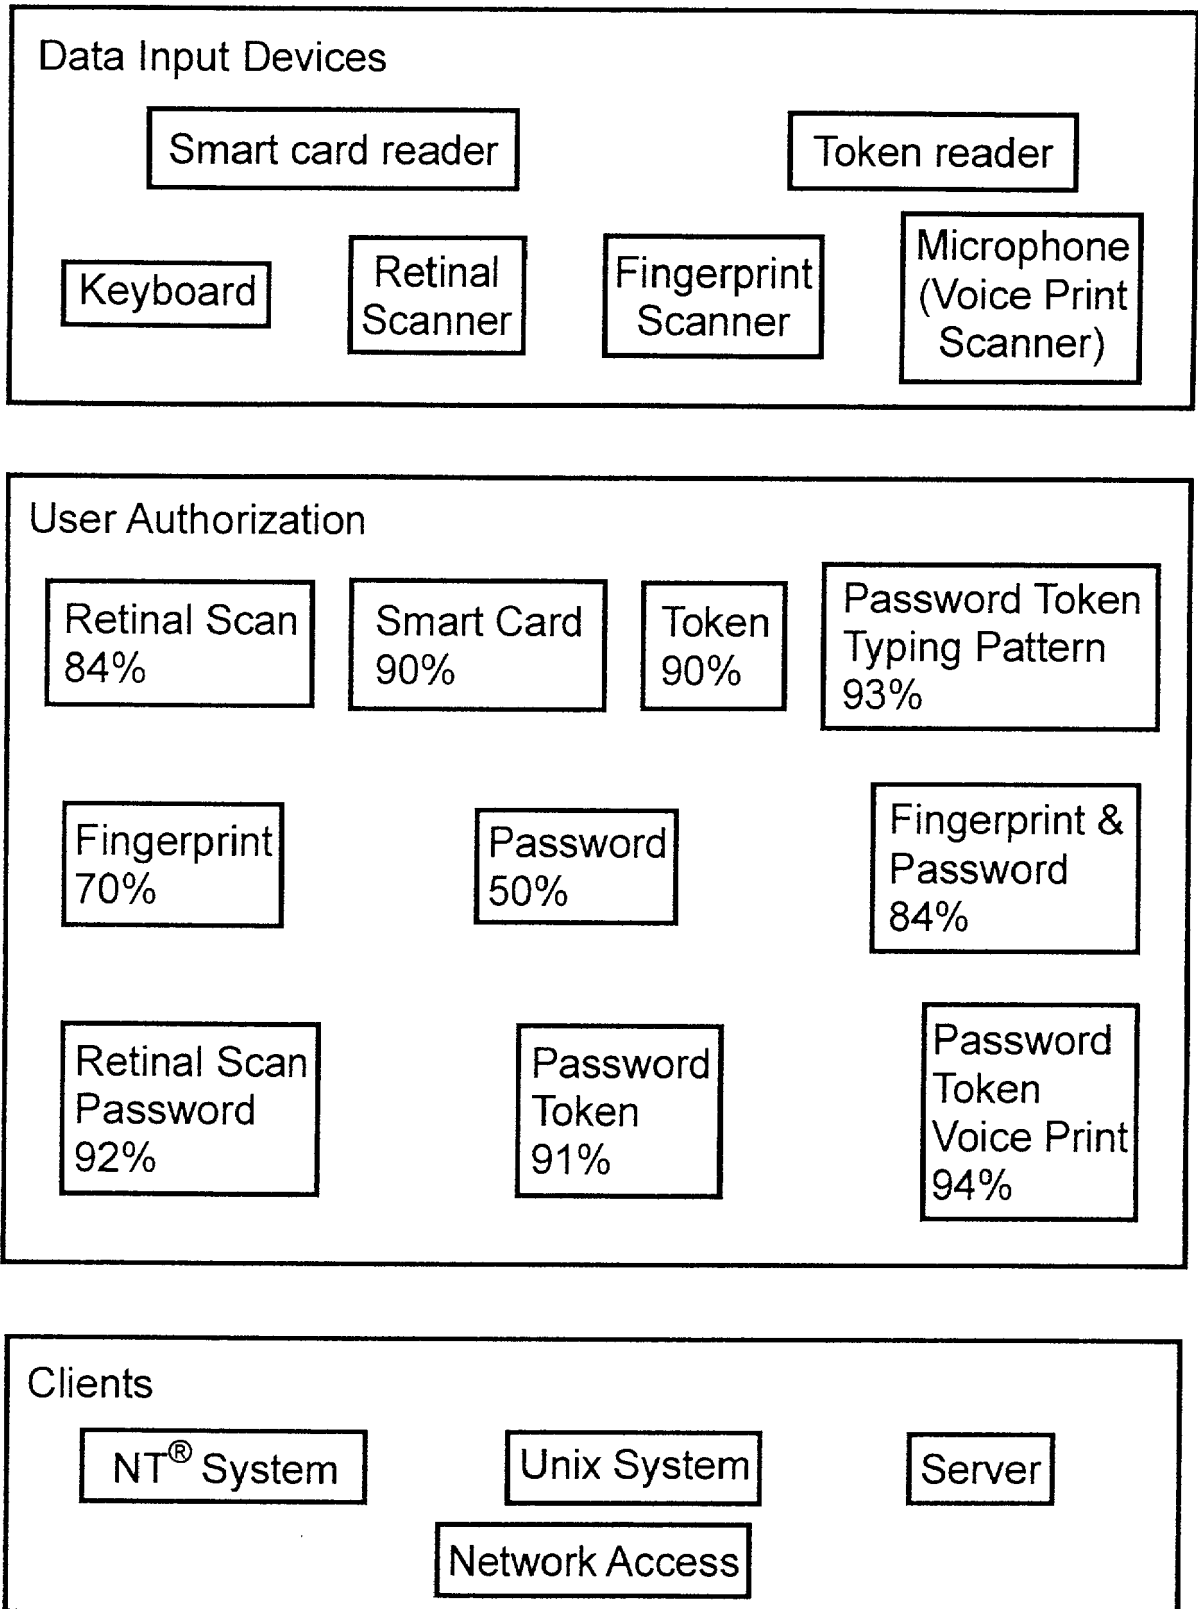 Data Input Devices
Smart card reader
Token reader
Keyboard
Retinal
Scanner
Fingerprint
Scanner
Microphone
(Voice Print
Scanner)
User Authorization
Retinal Scan
84%
Smart Card
90%
Token
90%
Password Token
Typing Pattern
93%
Fingerprint
70%
Password
50%
Fingerprint &
Password
84%
Retinal Scan
Password
92%
Password
Token
91%
Password
Token
Voice Print
94%
Clients
NT® System
Unix System
Server
Network Access